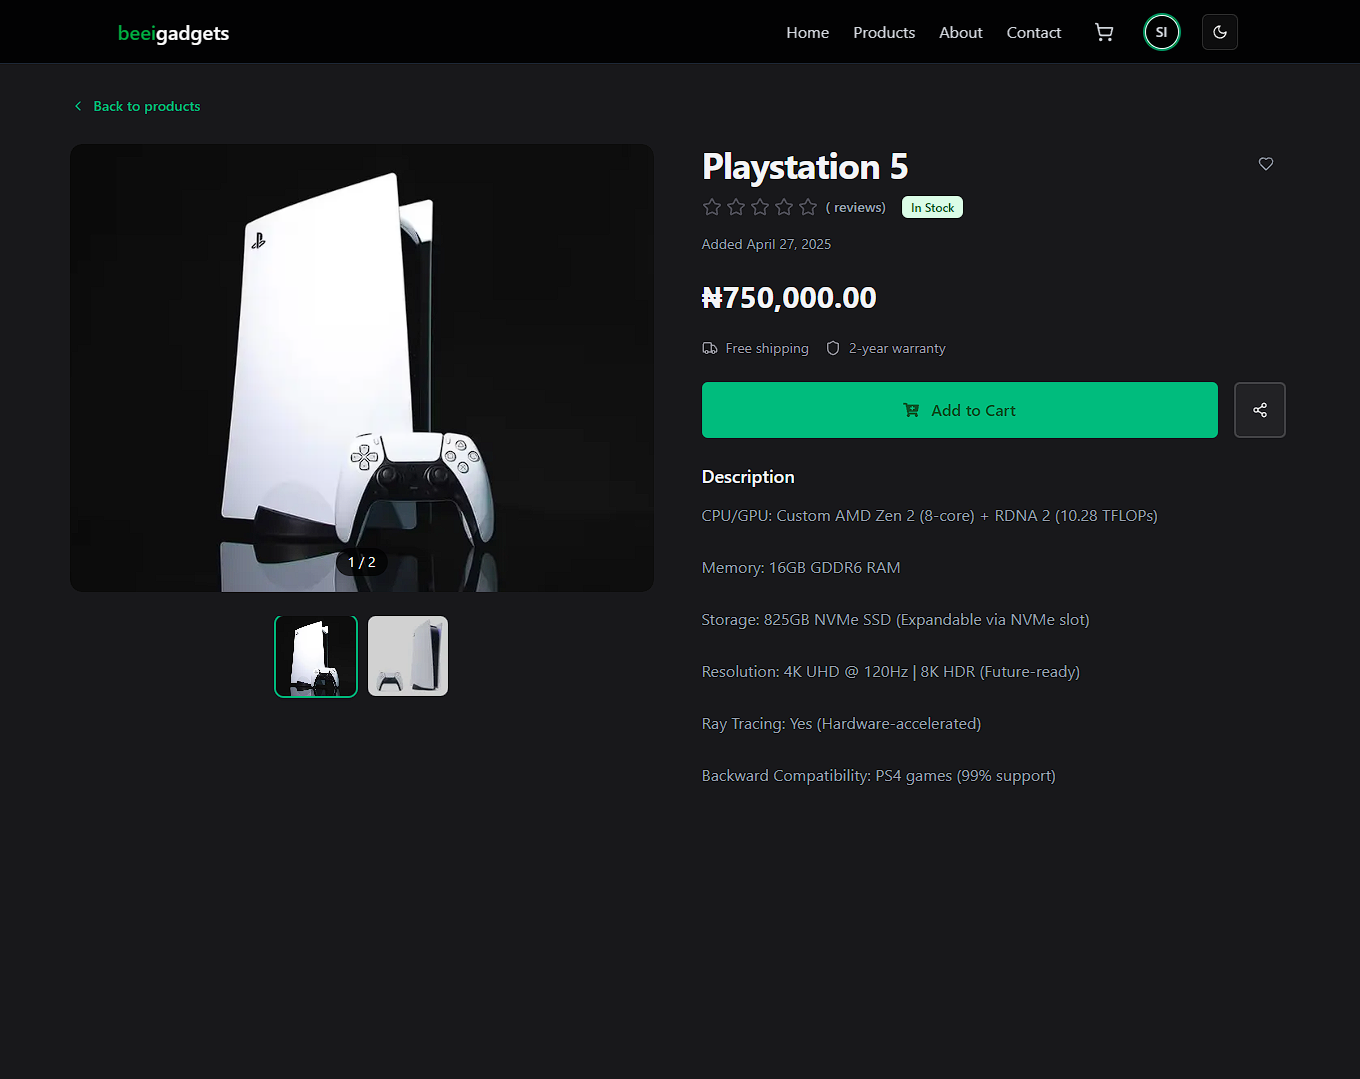 beeigadgets
Home Products About Contact SI
Back to products
Playstation 5
( reviews) In Stock
Added April 27, 2025
₦750,000.00
Free shipping 2-year warranty
Add to Cart
Description
CPU/GPU: Custom AMD Zen 2 (8-core) + RDNA 2 (10.28 TFLOPs)
Memory: 16GB GDDR6 RAM
Storage: 825GB NVMe SSD (Expandable via NVMe slot)
Resolution: 4K UHD @ 120Hz | 8K HDR (Future-ready)
Ray Tracing: Yes (Hardware-accelerated)
Backward Compatibility: PS4 games (99% support)
1 / 2